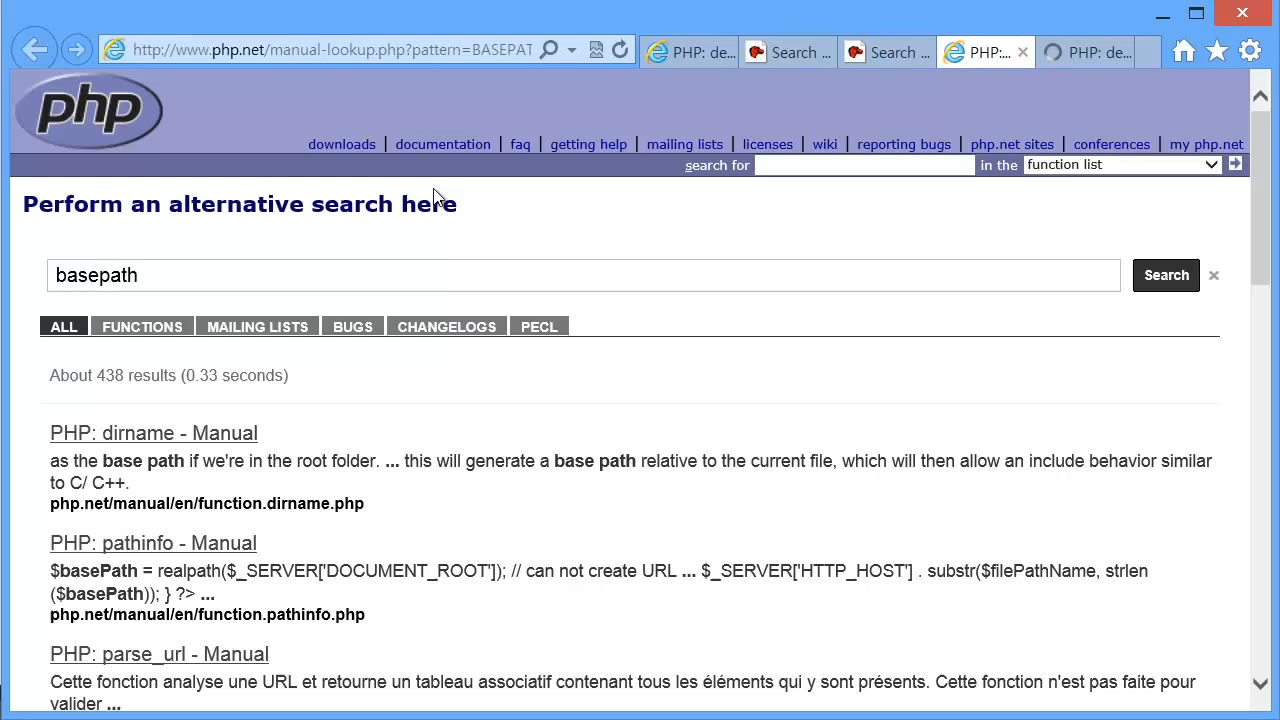 http://www.php.net/manual-lookup.php?pattern=BASEPAT
PHP: de...
Search ...
Search ...
PHP:...
PHP: de...
php
downloads | documentation | faq | getting help | mailing lists | licenses | wiki | reporting bugs | php.net sites | conferences | my php.net
search for in the function list
Perform an alternative search here
basepath
Search
ALL FUNCTIONS MAILING LISTS BUGS CHANGELOGS PECL
About 438 results (0.33 seconds)
PHP: dirname - Manual
as the base path if we're in the root folder. ... this will generate a base path relative to the current file, which will then allow an include behavior similar
to C/ C++.
php.net/manual/en/function.dirname.php
PHP: pathinfo - Manual
$basePath = realpath($_SERVER['DOCUMENT_ROOT']); // can not create URL ... $_SERVER['HTTP_HOST'] . substr($filePathName, strlen
($basePath)); } ?> ...
php.net/manual/en/function.pathinfo.php
PHP: parse_url - Manual
Cette fonction analyse une URL et retourne un tableau associatif contenant tous les éléments qui y sont présents. Cette fonction n'est pas faite pour
valider ...